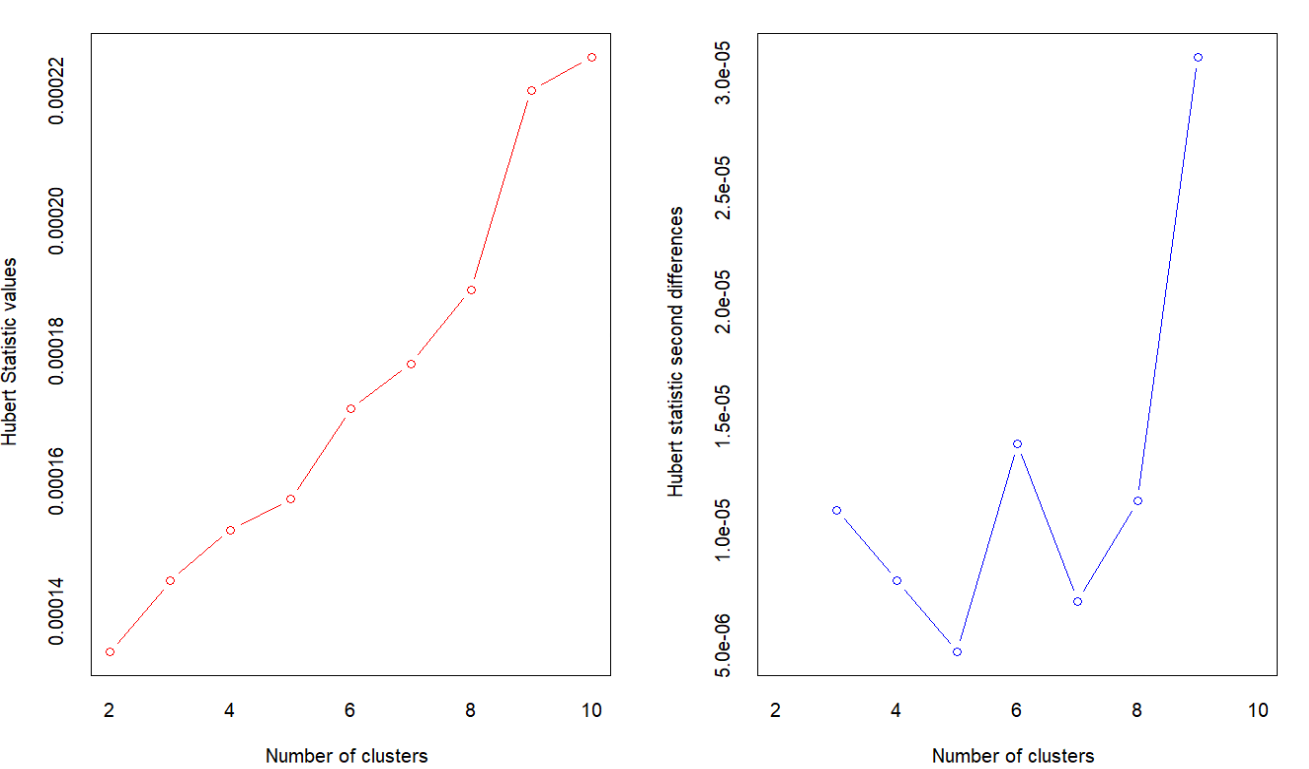 Hubert Statistic values
0.00022
0.00020
0.00018
0.00016
0.00014
2 4 6 8 10
Number of clusters
Hubert statistic second differences
3.0e-05
2.5e-05
2.0e-05
1.5e-05
1.0e-05
5.0e-06
2 4 6 8 10
Number of clusters